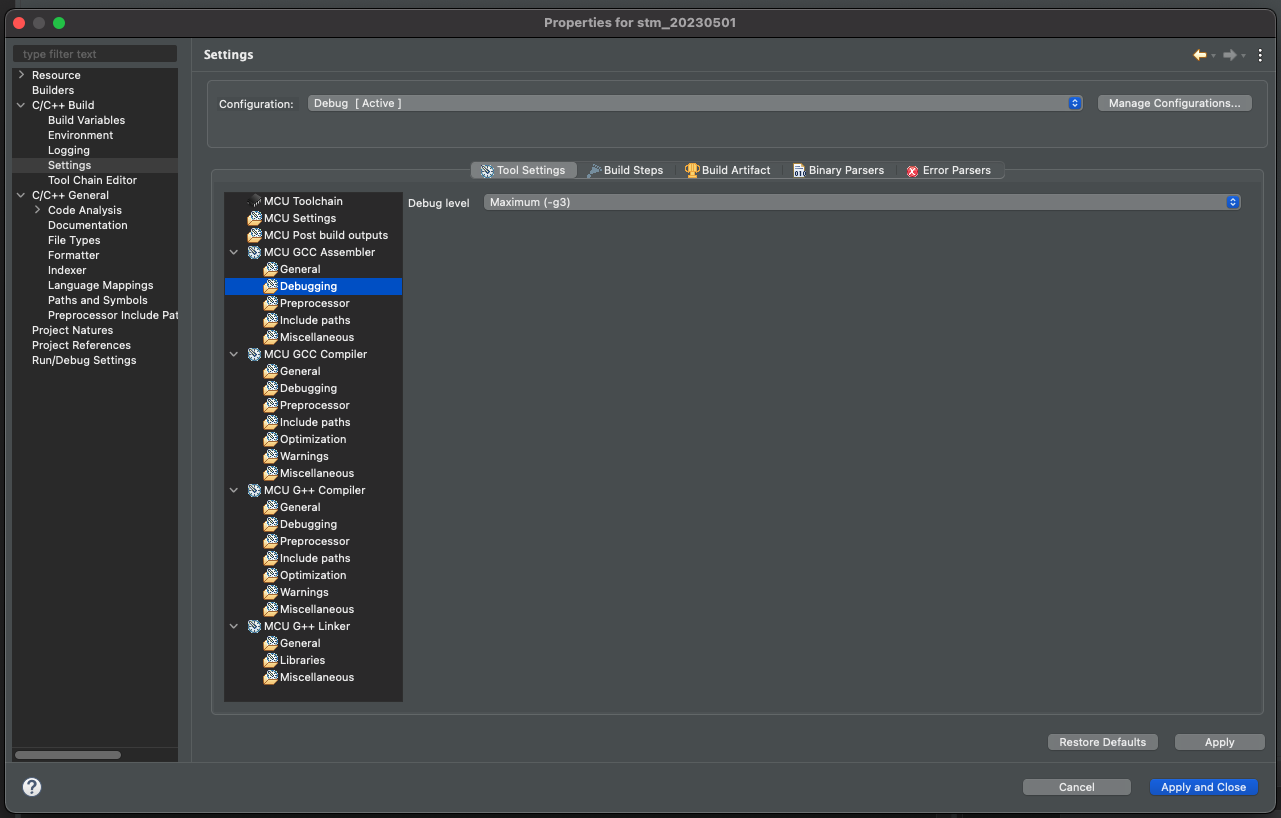 Properties for stm_20230501
type filter text
Resource
Builders
C/C++ Build
Build Variables
Environment
Logging
Settings
Tool Chain Editor
C/C++ General
Code Analysis
Documentation
File Types
Formatter
Indexer
Language Mappings
Paths and Symbols
Preprocessor Include Pat
Project Natures
Project References
Run/Debug Settings
Settings
Configuration: Debug [ Active ] Manage Configurations...
Tool Settings Build Steps Build Artifact Binary Parsers Error Parsers
MCU Toolchain
MCU Settings
MCU Post build outputs
MCU GCC Assembler
General
Debugging
Preprocessor
Include paths
Miscellaneous
MCU GCC Compiler
General
Debugging
Preprocessor
Include paths
Optimization
Warnings
Miscellaneous
MCU G++ Compiler
General
Debugging
Preprocessor
Include paths
Optimization
Warnings
Miscellaneous
MCU G++ Linker
General
Libraries
Miscellaneous
Debug level Maximum (-g3)
Restore Defaults Apply
? Cancel Apply and Close